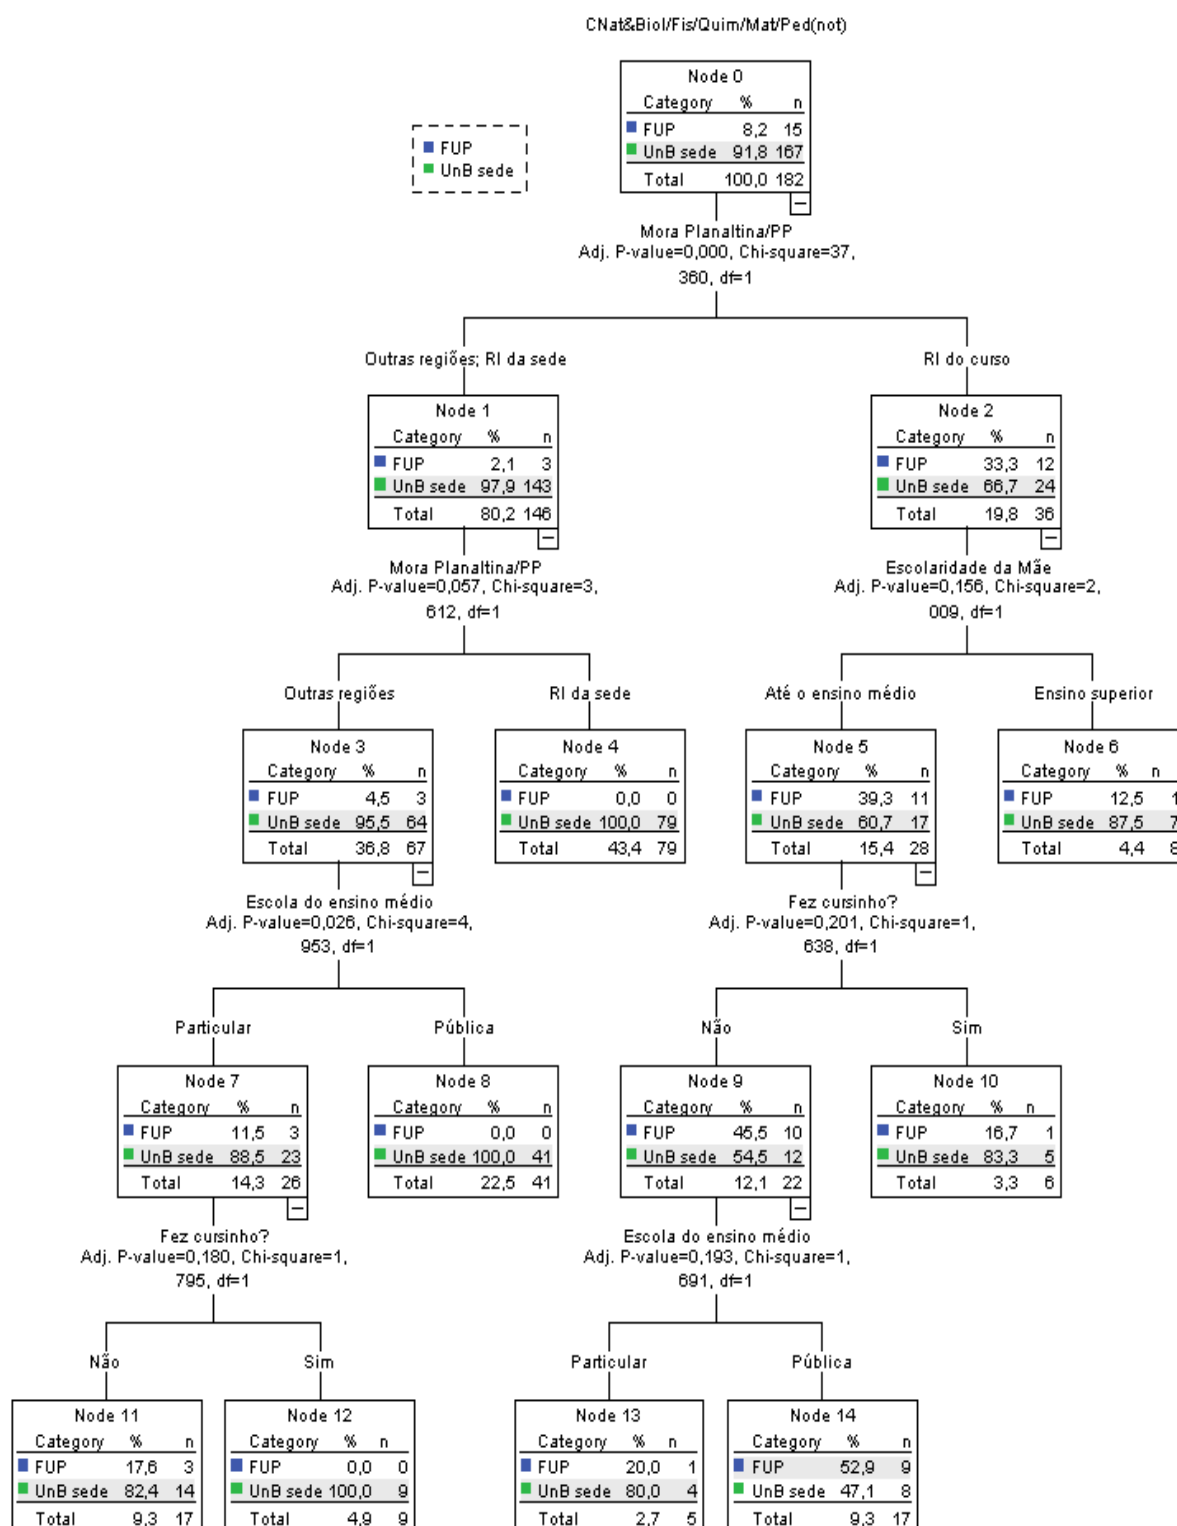 CNat&Biol/Fis/Quim/Mat/Ped(not)
FUP
UnB sede
Node 0
Category % n
FUP 8,2 15
UnB sede 91,8 167
Total 100,0 182
Mora Planaltina/PP
Adj. P-value=0,000, Chi-square=37,
360, df=1
Outras regiões; RI da sede
RI do curso
Node 1
Category % n
FUP 2,1 3
UnB sede 97,9 143
Total 80,2 146
Node 2
Category % n
FUP 33,3 12
UnB sede 66,7 24
Total 19,8 36
Mora Planaltina/PP
Adj. P-value=0,057, Chi-square=3,
612, df=1
Escolaridade da Mãe
Adj. P-value=0,156, Chi-square=2,
009, df=1
Outras regiões
RI da sede
Até o ensino médio
Ensino superior
Node 3
Category % n
FUP 4,5 3
UnB sede 95,5 64
Total 36,8 67
Node 4
Category % n
FUP 0,0 0
UnB sede 100,0 79
Total 43,4 79
Node 5
Category % n
FUP 39,3 11
UnB sede 60,7 17
Total 15,4 28
Node 6
Category % n
FUP 12,5 1
UnB sede 87,5 7
Total 4,4 8
Escola do ensino médio
Adj. P-value=0,026, Chi-square=4,
953, df=1
Fez cursinho?
Adj. P-value=0,201, Chi-square=1,
638, df=1
Particular
Pública
Não
Sim
Node 7
Category % n
FUP 11,5 3
UnB sede 88,5 23
Total 14,3 26
Node 8
Category % n
FUP 0,0 0
UnB sede 100,0 41
Total 22,5 41
Node 9
Category % n
FUP 45,5 10
UnB sede 54,5 12
Total 12,1 22
Node 10
Category % n
FUP 16,7 1
UnB sede 83,3 5
Total 3,3 6
Fez cursinho?
Adj. P-value=0,180, Chi-square=1,
795, df=1
Escola do ensino médio
Adj. P-value=0,193, Chi-square=1,
691, df=1
Não
Sim
Particular
Pública
Node 11
Category % n
FUP 17,6 3
UnB sede 82,4 14
Total 9,3 17
Node 12
Category % n
FUP 0,0 0
UnB sede 100,0 9
Total 4,9 9
Node 13
Category % n
FUP 20,0 1
UnB sede 80,0 4
Total 2,7 5
Node 14
Category % n
FUP 52,9 9
UnB sede 47,1 8
Total 9,3 17